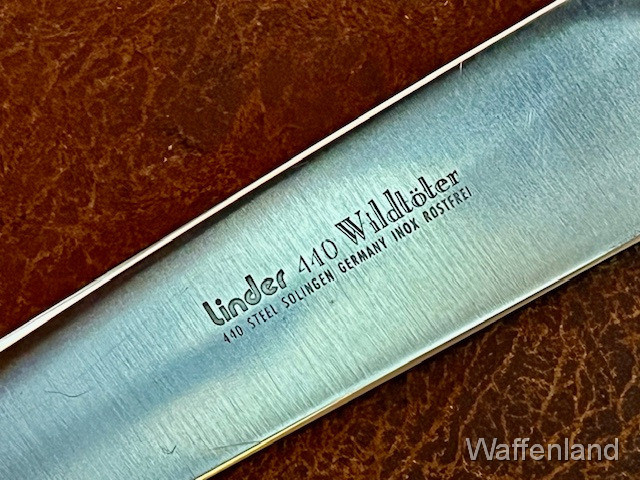 Linder 440 Wildtöter
440 STEEL SOLINGEN GERMANY INOX ROSTFREI
Waffenland